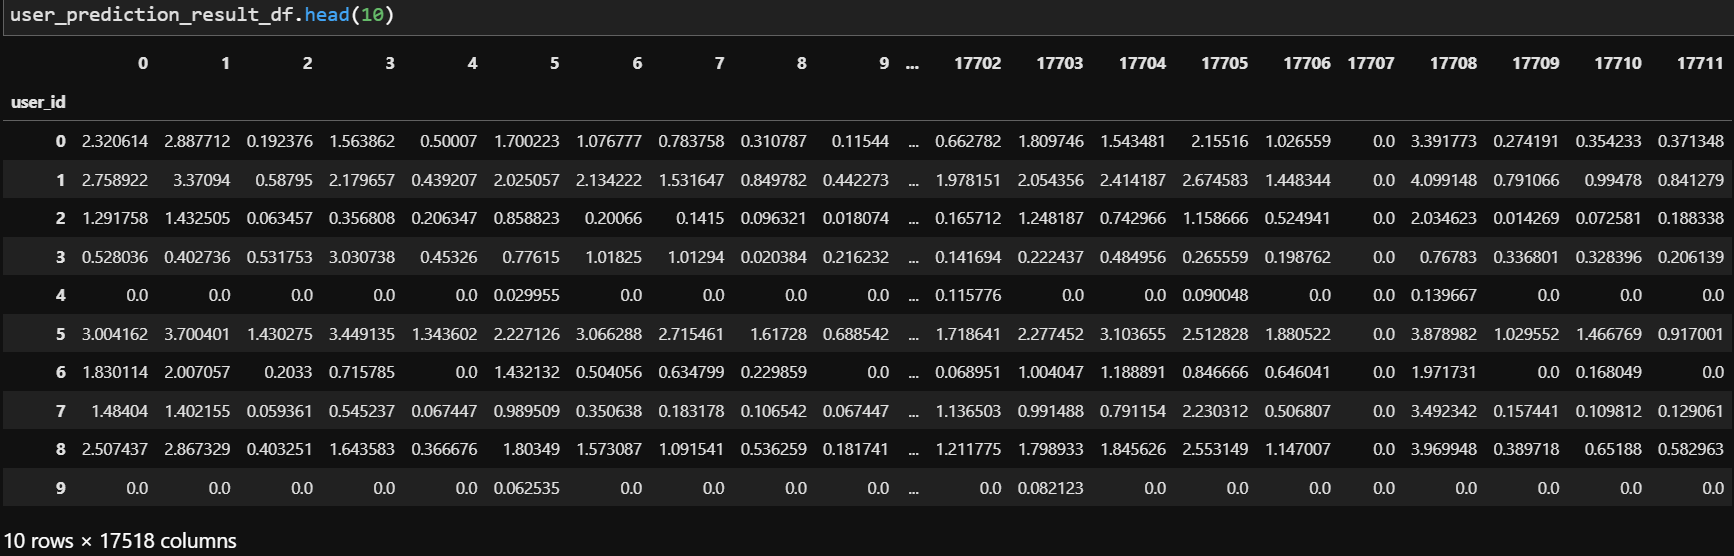 user_prediction_result_df.head(10)
0 1 2 3 4 5 6 7 8 9 ... 17702 17703 17704 17705 17706 17707 17708 17709 17710 17711
user_id
0 2.320614 2.887712 0.192376 1.563862 0.50007 1.700223 1.076777 0.783758 0.310787 0.11544 ... 0.662782 1.809746 1.543481 2.15516 1.026559 0.0 3.391773 0.274191 0.354233 0.371348
1 2.758922 3.37094 0.58795 2.179657 0.439207 2.025057 2.134222 1.531647 0.849782 0.442273 ... 1.978151 2.054356 2.414187 2.674583 1.448344 0.0 4.099148 0.791066 0.99478 0.841279
2 1.291758 1.432505 0.063457 0.356808 0.206347 0.858823 0.20066 0.1415 0.096321 0.018074 ... 0.165712 1.248187 0.742966 1.158666 0.524941 0.0 2.034623 0.014269 0.072581 0.188338
3 0.528036 0.402736 0.531753 3.030738 0.45326 0.77615 1.01825 1.01294 0.020384 0.216232 ... 0.141694 0.222437 0.484956 0.265559 0.198762 0.0 0.76783 0.336801 0.328396 0.206139
4 0.0 0.0 0.0 0.0 0.0 0.029955 0.0 0.0 0.0 0.0 ... 0.115776 0.0 0.0 0.090048 0.0 0.0 0.139667 0.0 0.0 0.0
5 3.004162 3.700401 1.430275 3.449135 1.343602 2.227126 3.066288 2.715461 1.61728 0.688542 ... 1.718641 2.277452 3.103655 2.512828 1.880522 0.0 3.878982 1.029552 1.466769 0.917001
6 1.830114 2.007057 0.2033 0.715785 0.0 1.432132 0.504056 0.634799 0.229859 0.0 ... 0.068951 1.004047 1.188891 0.846666 0.646041 0.0 1.971731 0.0 0.168049 0.0
7 1.48404 1.402155 0.059361 0.545237 0.067447 0.989509 0.350638 0.183178 0.106542 0.067447 ... 1.136503 0.991488 0.791154 2.230312 0.506807 0.0 3.492342 0.157441 0.109812 0.129061
8 2.507437 2.867329 0.403251 1.643583 0.366676 1.80349 1.573087 1.091541 0.536259 0.181741 ... 1.211775 1.798933 1.845626 2.553149 1.147007 0.0 3.969948 0.389718 0.65188 0.582963
9 0.0 0.0 0.0 0.0 0.0 0.062535 0.0 0.0 0.0 0.0 ... 0.0 0.082123 0.0 0.0 0.0 0.0 0.0 0.0 0.0 0.0
10 rows × 17518 columns